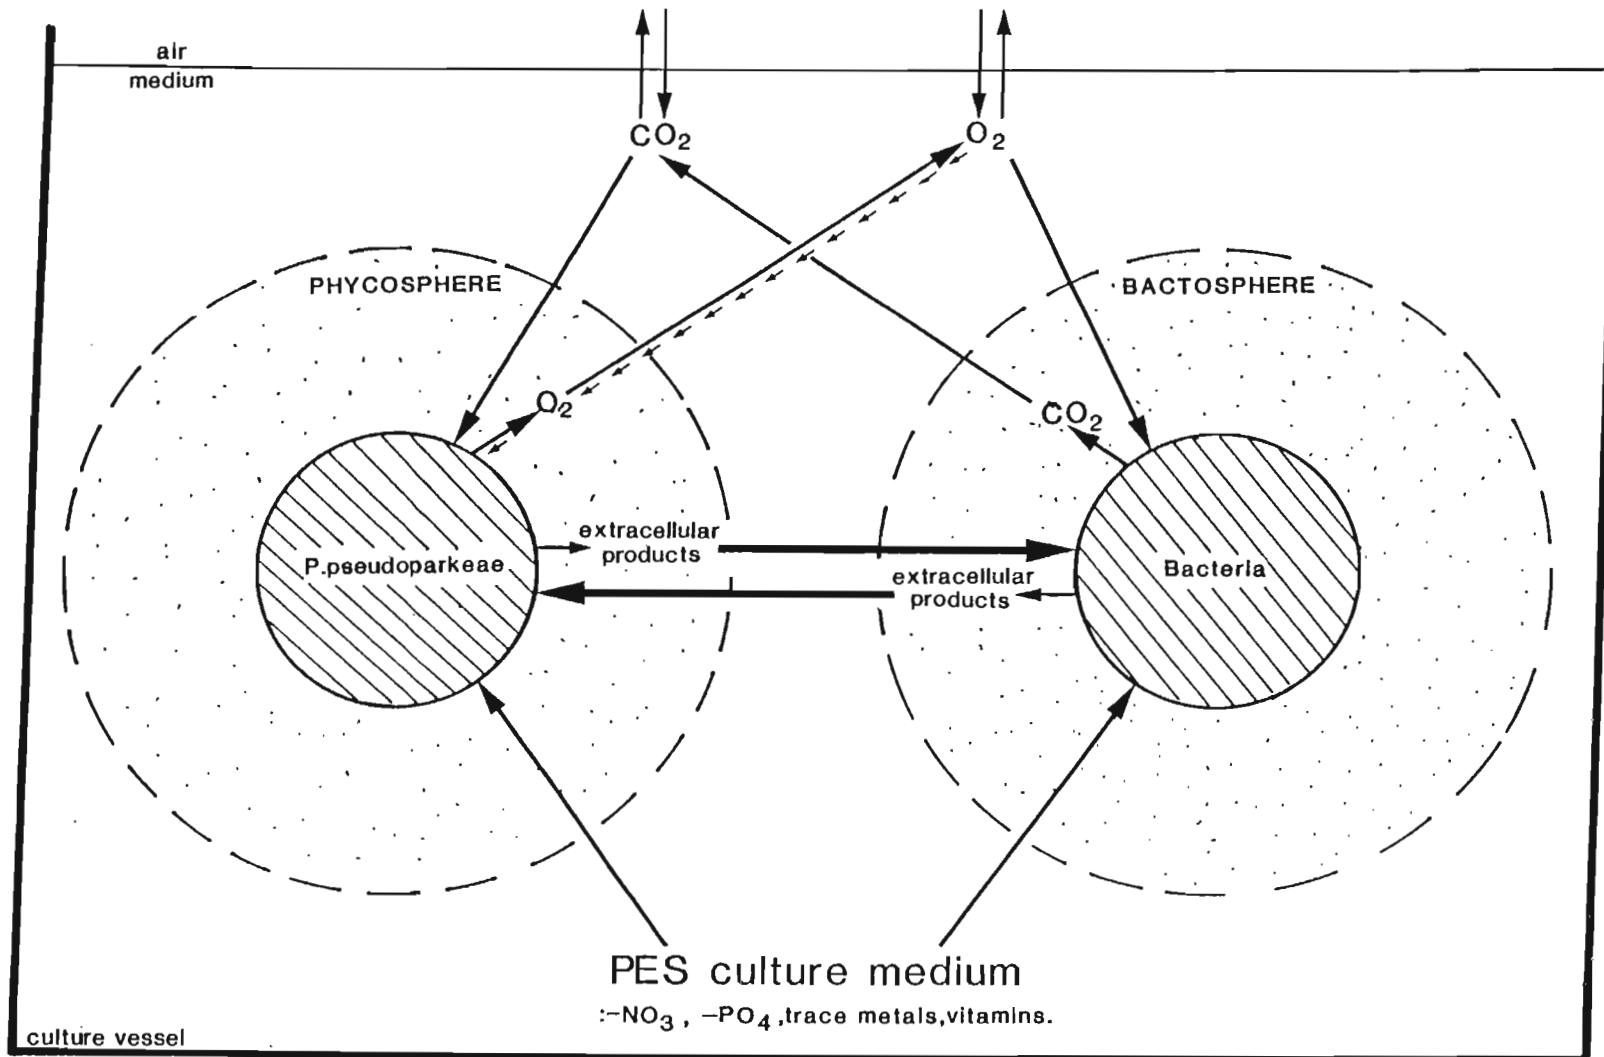 air
medium
CO2
O2
PHYCOSPHERE
BACTOSPHERE
O2
CO2
extracellular
products
P.pseudoparkeae
extracellular
products
Bacteria
PES culture medium
:-NO3 , -PO4 ,trace metals,vitamins.
culture vessel